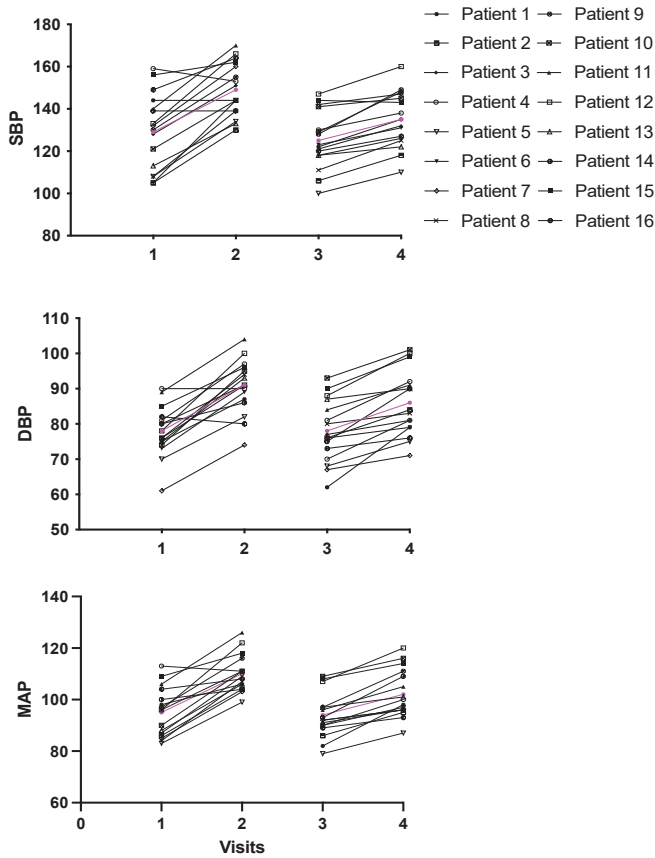 SBP
180
160
140
120
100
80
1 2 3 4
Patient 1 Patient 9
Patient 2 Patient 10
Patient 3 Patient 11
Patient 4 Patient 12
Patient 5 Patient 13
Patient 6 Patient 14
Patient 7 Patient 15
Patient 8 Patient 16
DBP
110
100
90
80
70
60
50
1 2 3 4
MAP
140
120
100
80
60
0 1 2 3 4
Visits